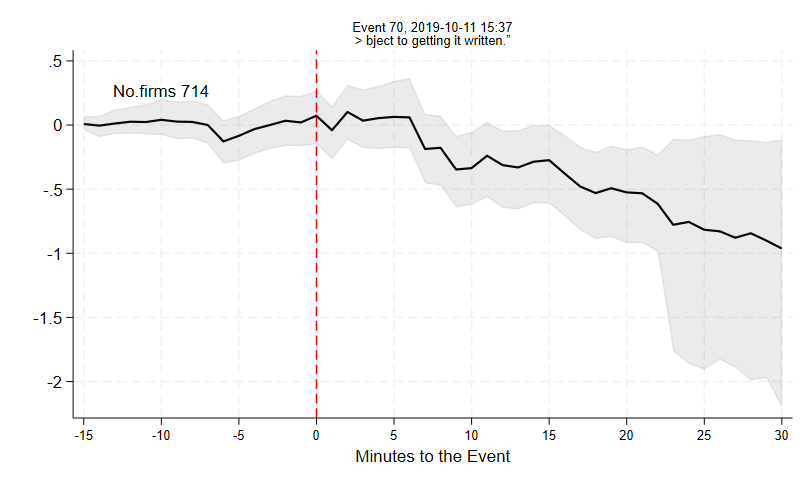 Event 70, 2019-10-11 15:37
> bject to getting it written.”
No.firms 714
.5
0
-.5
-1
-1.5
-2
-15 -10 -5 0 5 10 15 20 25 30
Minutes to the Event